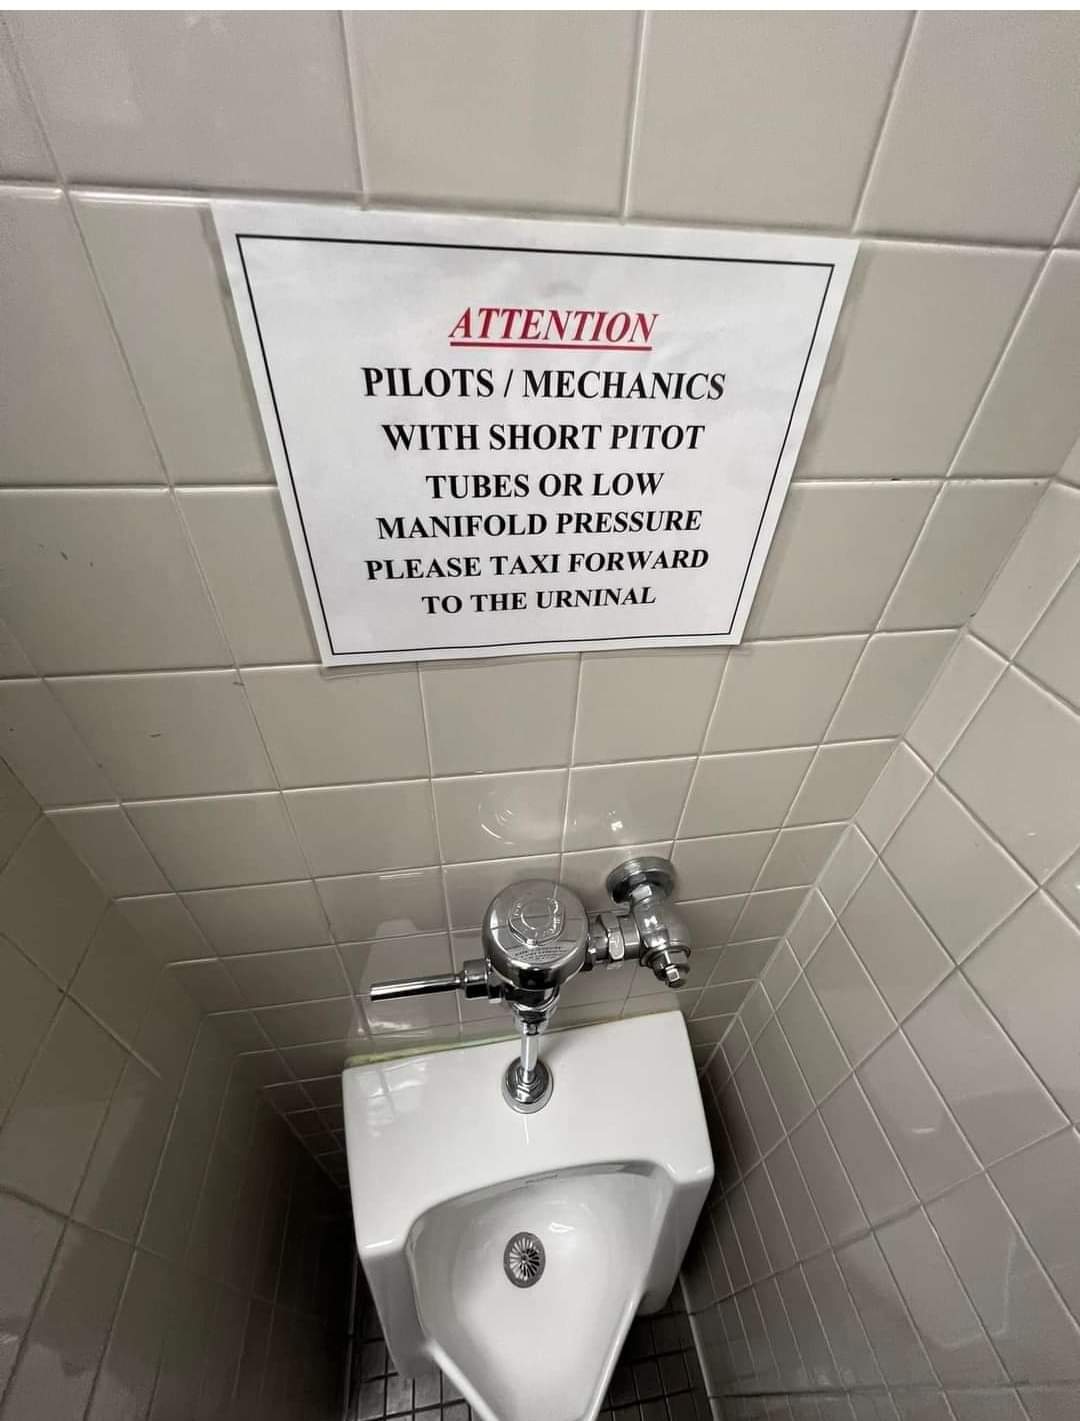 ATTENTION
PILOTS / MECHANICS
WITH SHORT PITOT
TUBES OR LOW
MANIFOLD PRESSURE
PLEASE TAXI FORWARD
TO THE URNINAL